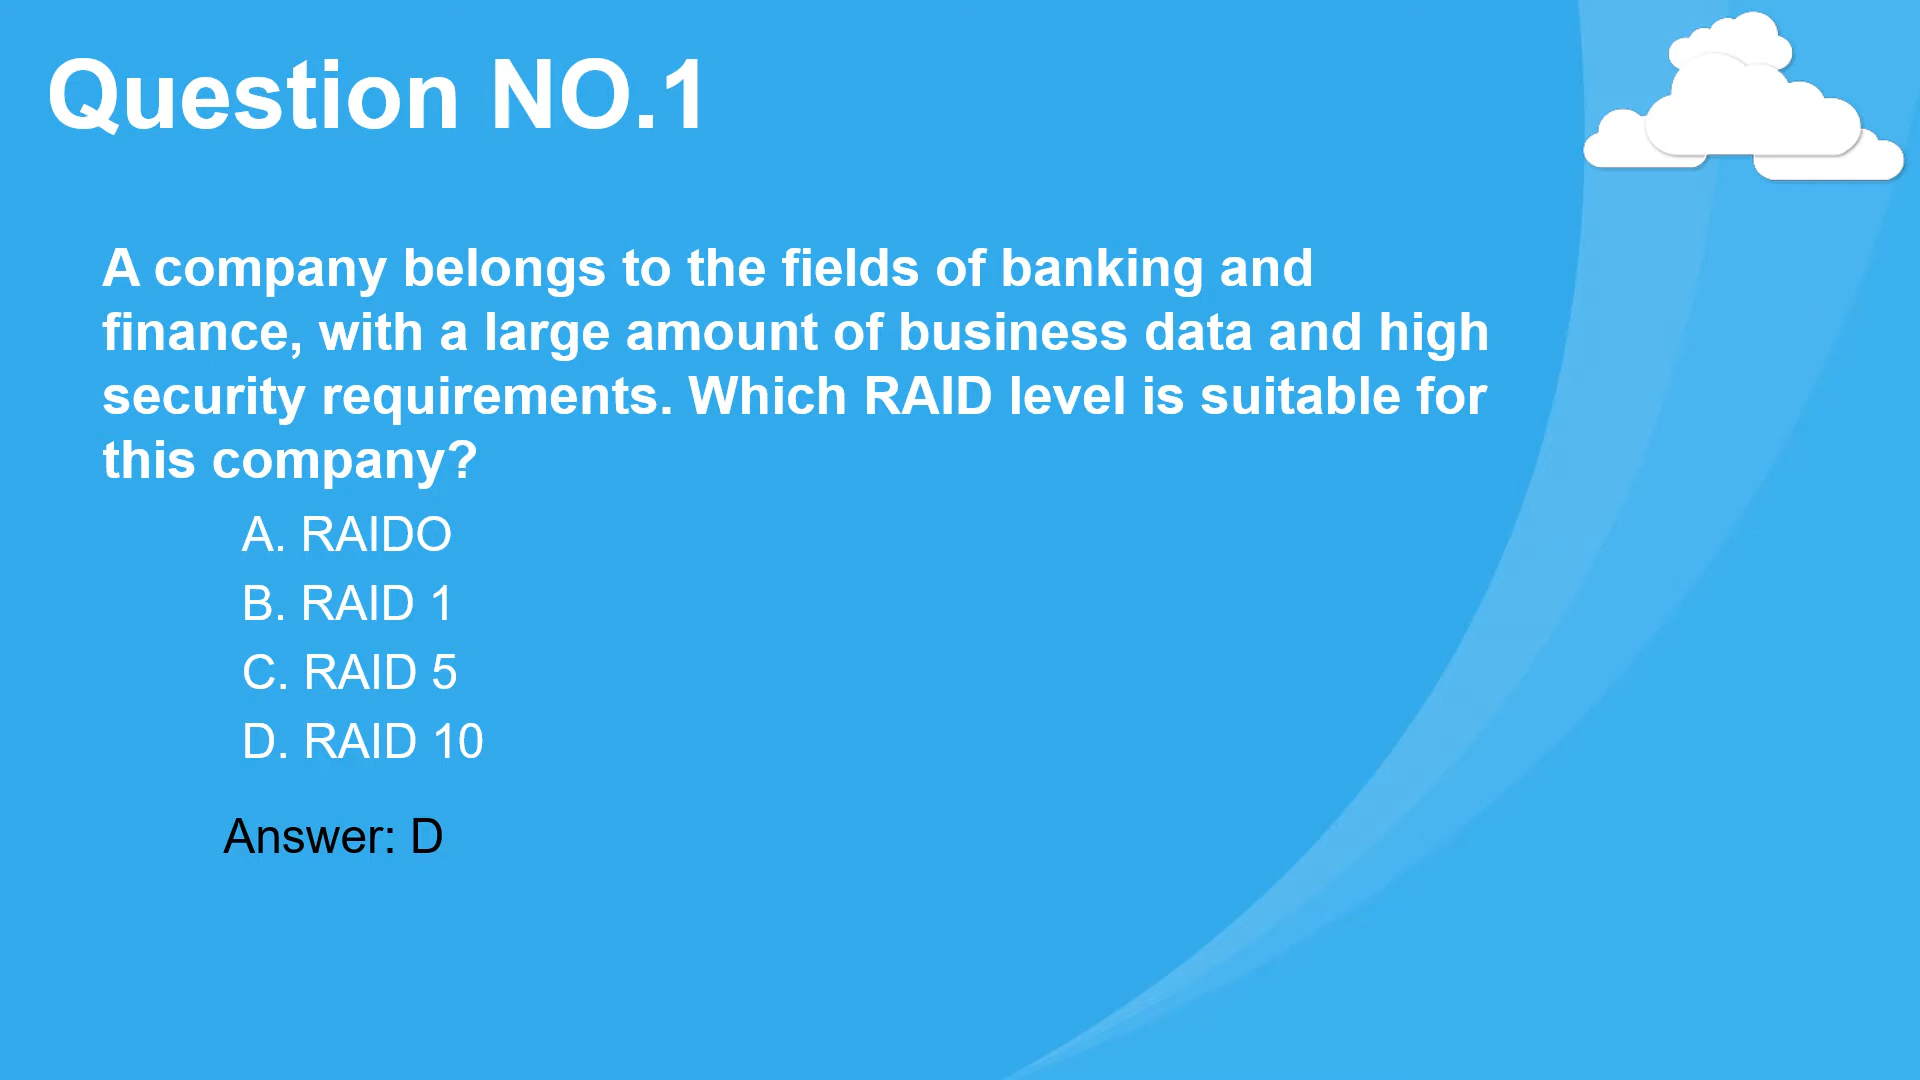 Question NO.1
A company belongs to the fields of banking and
finance, with a large amount of business data and high
security requirements. Which RAID level is suitable for
this company?
A. RAIDO
B. RAID 1
C. RAID 5
D. RAID 10
Answer: D